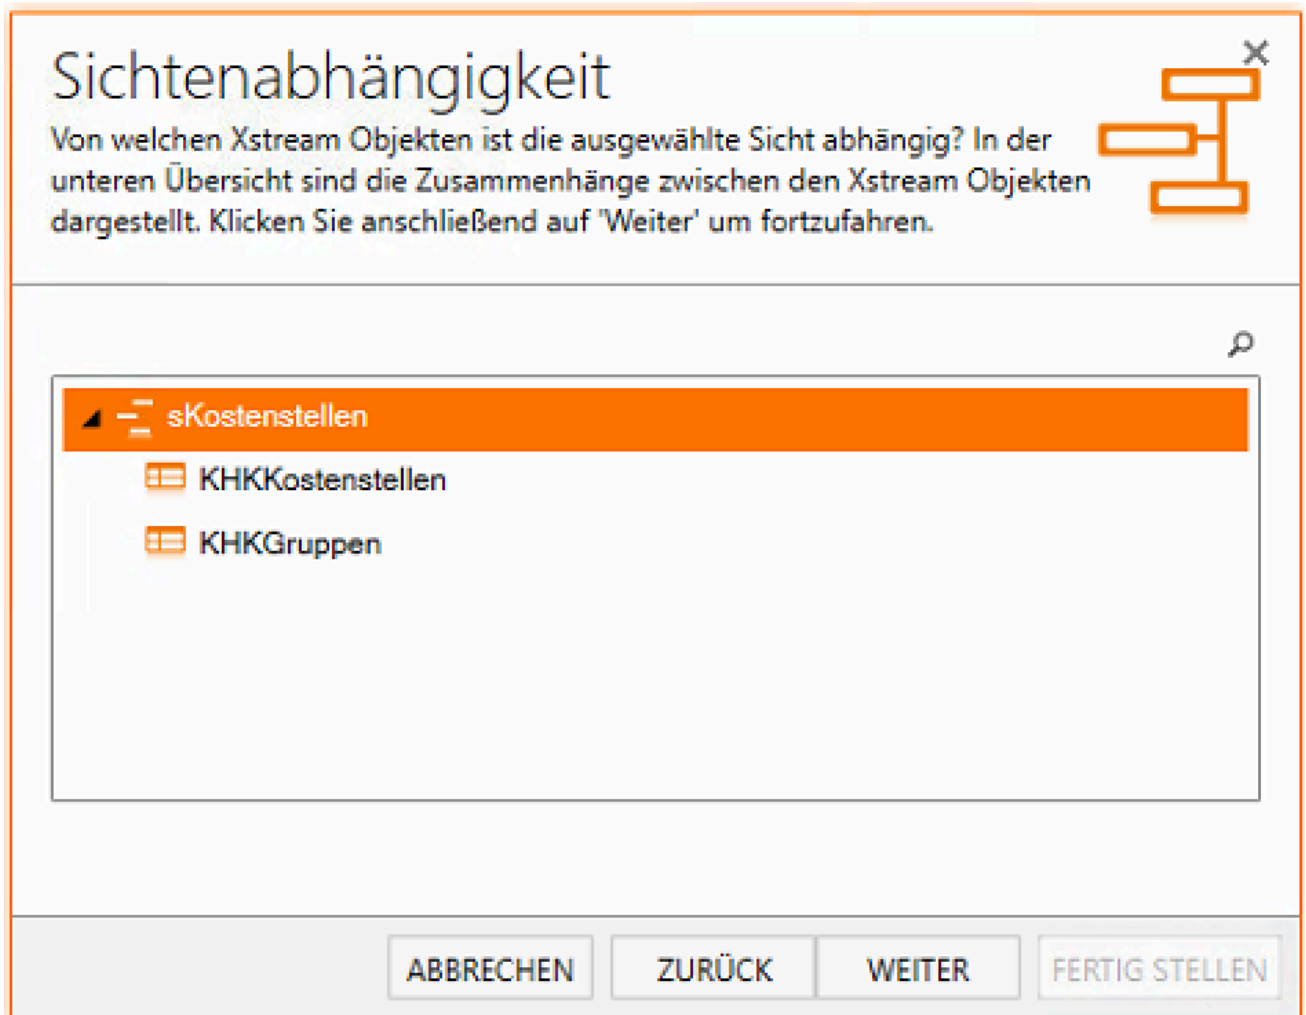 Sichtenabhängigkeit
Von welchen Xstream Objekten ist die ausgewählte Sicht abhängig? In der
unteren Übersicht sind die Zusammenhänge zwischen den Xstream Objekten
dargestellt. Klicken Sie anschließend auf 'Weiter' um fortzufahren.
sKostenstellen
KHKKostenstellen
KHKGruppen
ABBRECHEN ZURÜCK WEITER FERTIG STELLEN